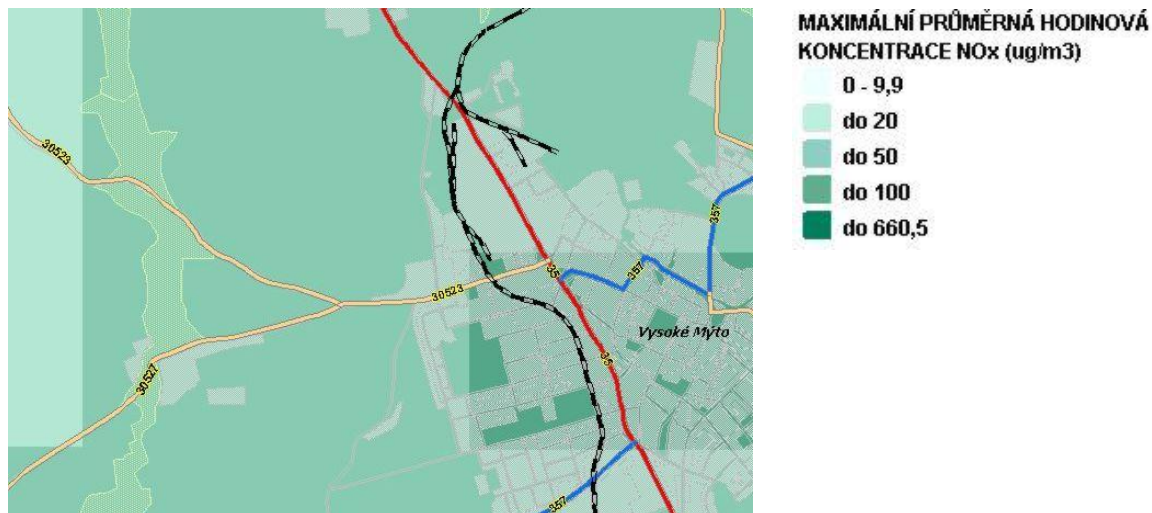 MAXIMÁLNÍ PRŮMĚRNÁ HODINOVÁ
KONCENTRACE NOx (ug/m3)
0 - 9,9
do 20
do 50
do 100
do 660,5
30523
357
35
357
30523
Vysoké Mýto
35
30527
357